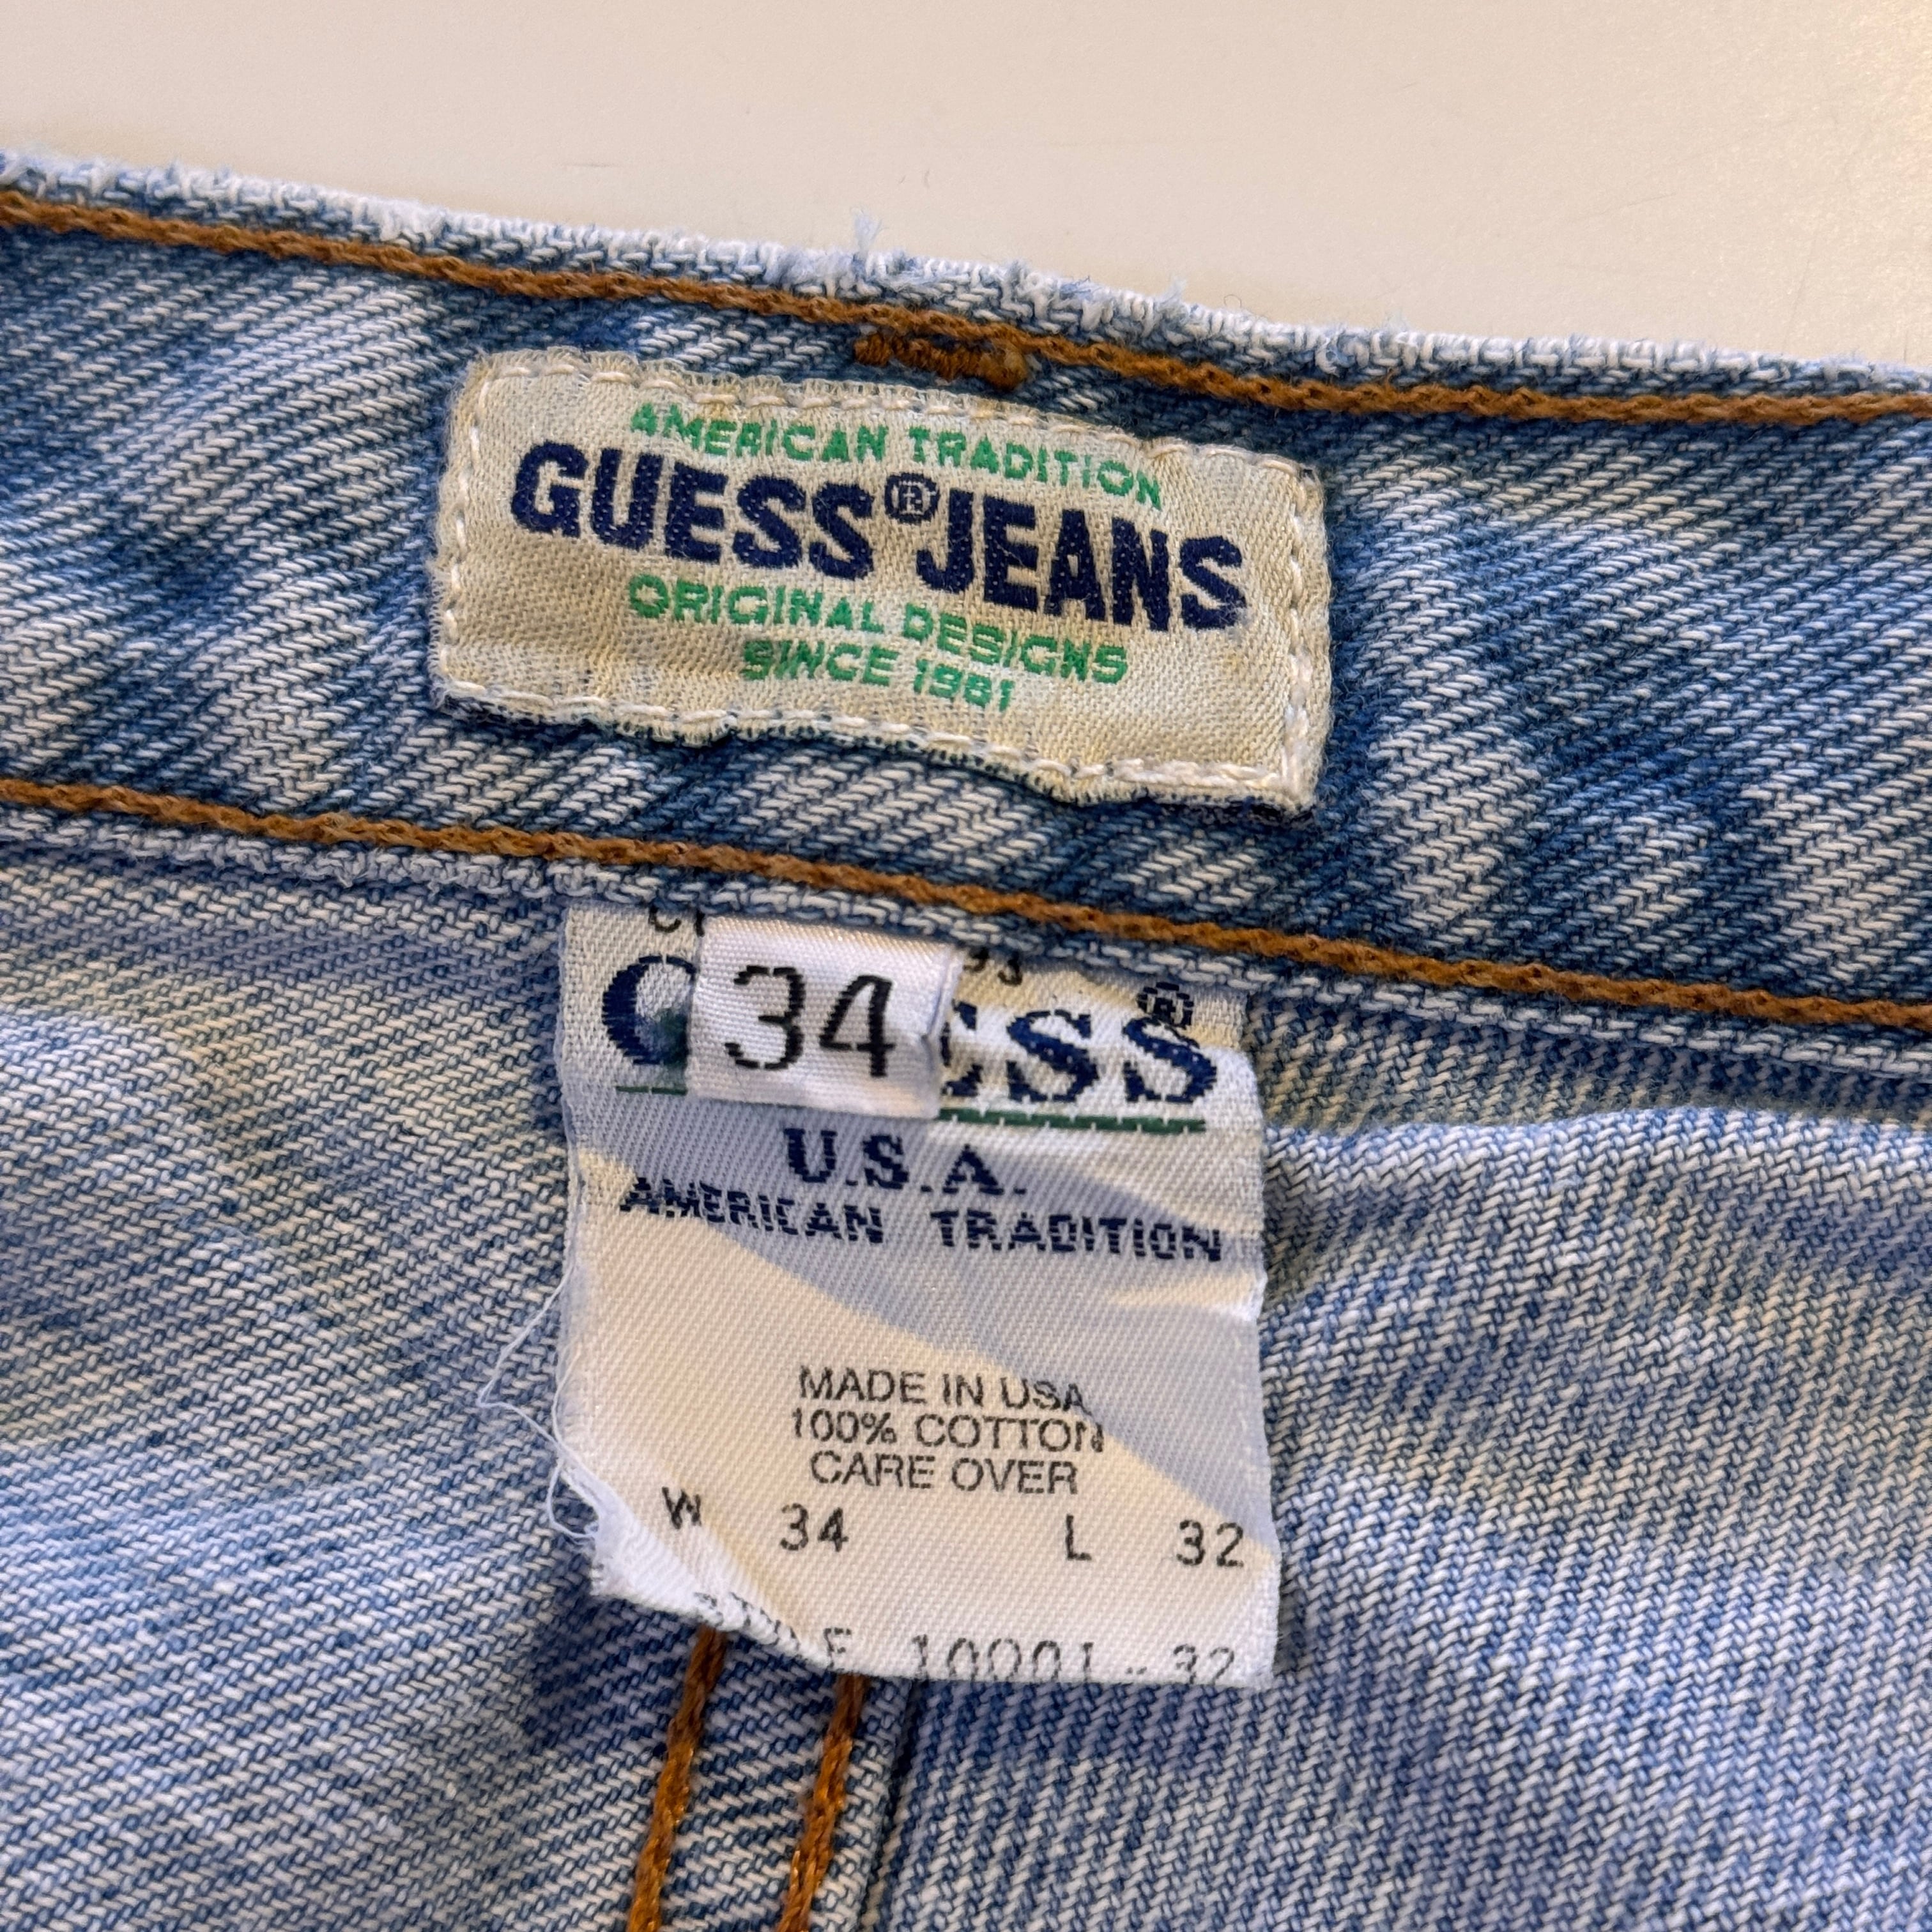 AMERICAN TRADITION
GUESS® JEANS
ORIGINAL DESIGNS
SINCE 1981
34
®
U.S.A.
AMERICAN TRADITION
MADE IN USA
100% COTTON
CARE OVER
W 34 L 32